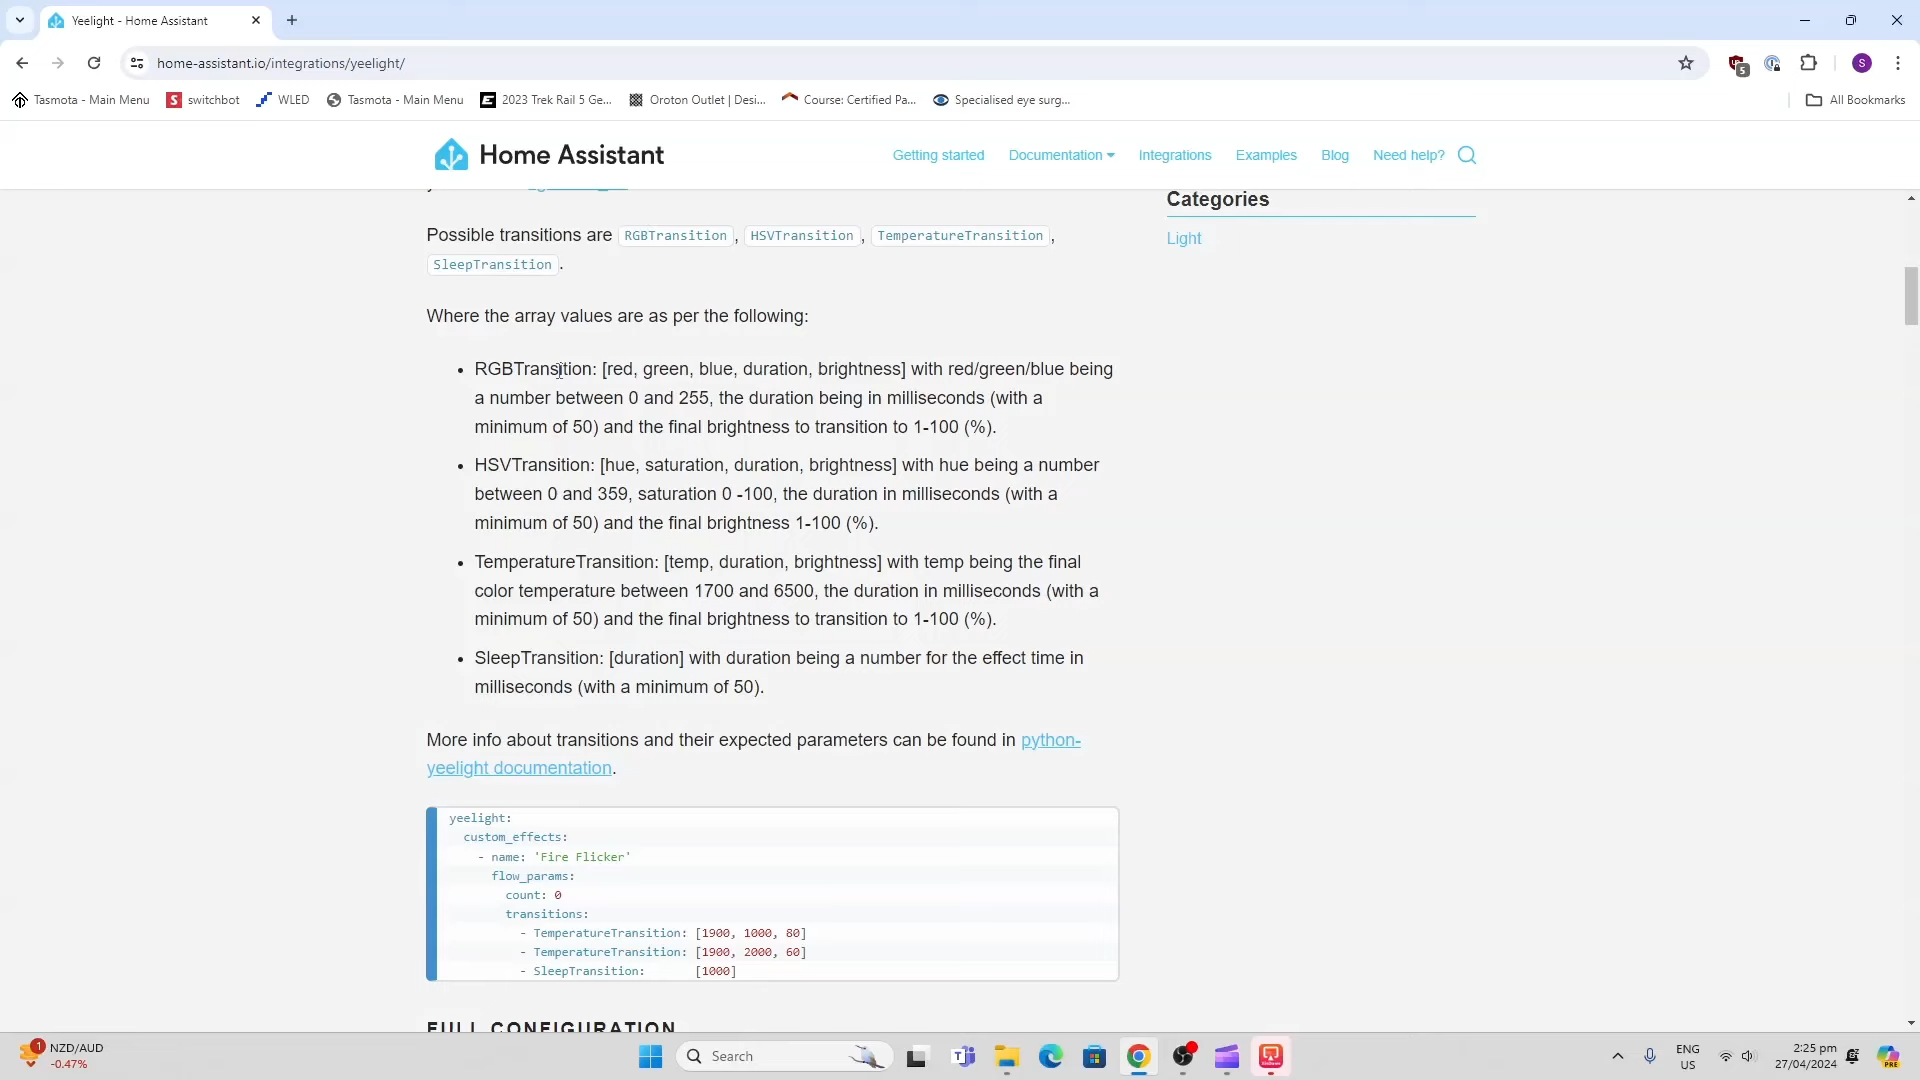 Yeelight - Home Assistant
home-assistant.io/integrations/yeelight/
5
S
Tasmota - Main Menu
switchbot
WLED
Tasmota - Main Menu
2023 Trek Rail 5 Ge...
Oroton Outlet | Desi...
Course: Certified Pa...
Specialised eye surg...
All Bookmarks
Home Assistant
Getting started
Documentation
Integrations
Examples
Blog
Need help?
Categories
Light
Possible transitions are RGBTransition, HSVTransition, TemperatureTransition,
SleepTransition.
Where the array values are as per the following:
• RGBTransition: [red, green, blue, duration, brightness] with red/green/blue being
a number between 0 and 255, the duration being in milliseconds (with a
minimum of 50) and the final brightness to transition to 1-100 (%).
• HSVTransition: [hue, saturation, duration, brightness] with hue being a number
between 0 and 359, saturation 0 -100, the duration in milliseconds (with a
minimum of 50) and the final brightness 1-100 (%).
• TemperatureTransition: [temp, duration, brightness] with temp being the final
color temperature between 1700 and 6500, the duration in milliseconds (with a
minimum of 50) and the final brightness to transition to 1-100 (%).
• SleepTransition: [duration] with duration being a number for the effect time in
milliseconds (with a minimum of 50).
More info about transitions and their expected parameters can be found in python-
yeelight documentation.
yeelight:
custom_effects:
- name: 'Fire Flicker'
flow_params:
count: 0
transitions:
- TemperatureTransition: [1900, 1000, 80]
- TemperatureTransition: [1900, 2000, 60]
- SleepTransition: [1000]
FULL CONFIGURATION
1
NZD/AUD
-0.47%
Search
ENG
US
2:25 pm
27/04/2024
PRE